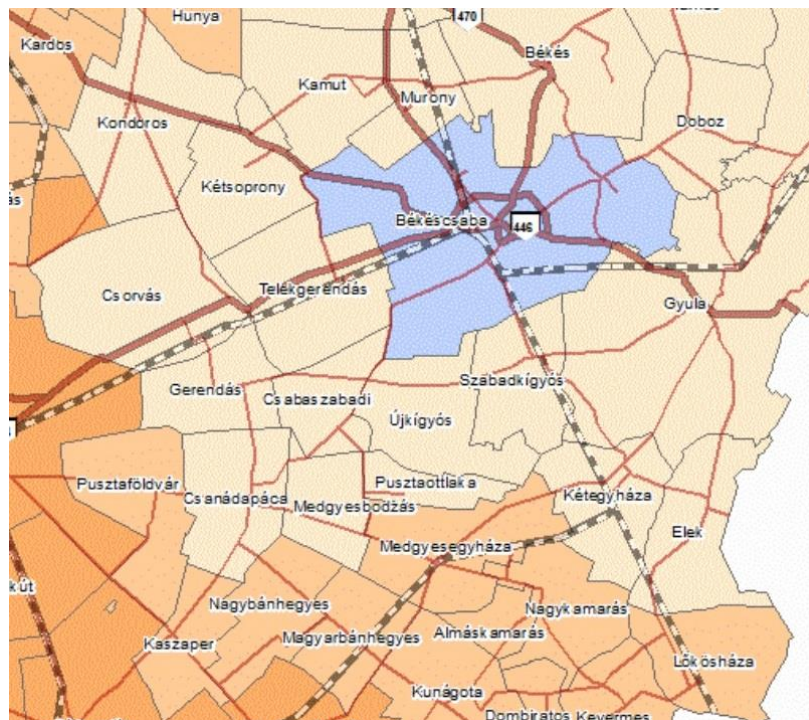 470
Hunya
Kardos
Békés
Kamut
Murony
Kondoros
Doboz
Kétsoprony
Békéscsaba
446
Csorvás
Telekgerendás
Gyula
Gerendás
Csabaszabadi
Szabadkígyós
Újkígyós
Pusztaföldvár
Csanádapáca
Pusztaottlaka
Medgyesbodzás
Kétegyháza
Elek
Medgyesegyháza
Nagybánhegyes
Nagykamarás
Kaszaper
Magyarbánhegyes
Almáskamarás
Lőkösháza
Kunágota
Dombiratos
Kevermes